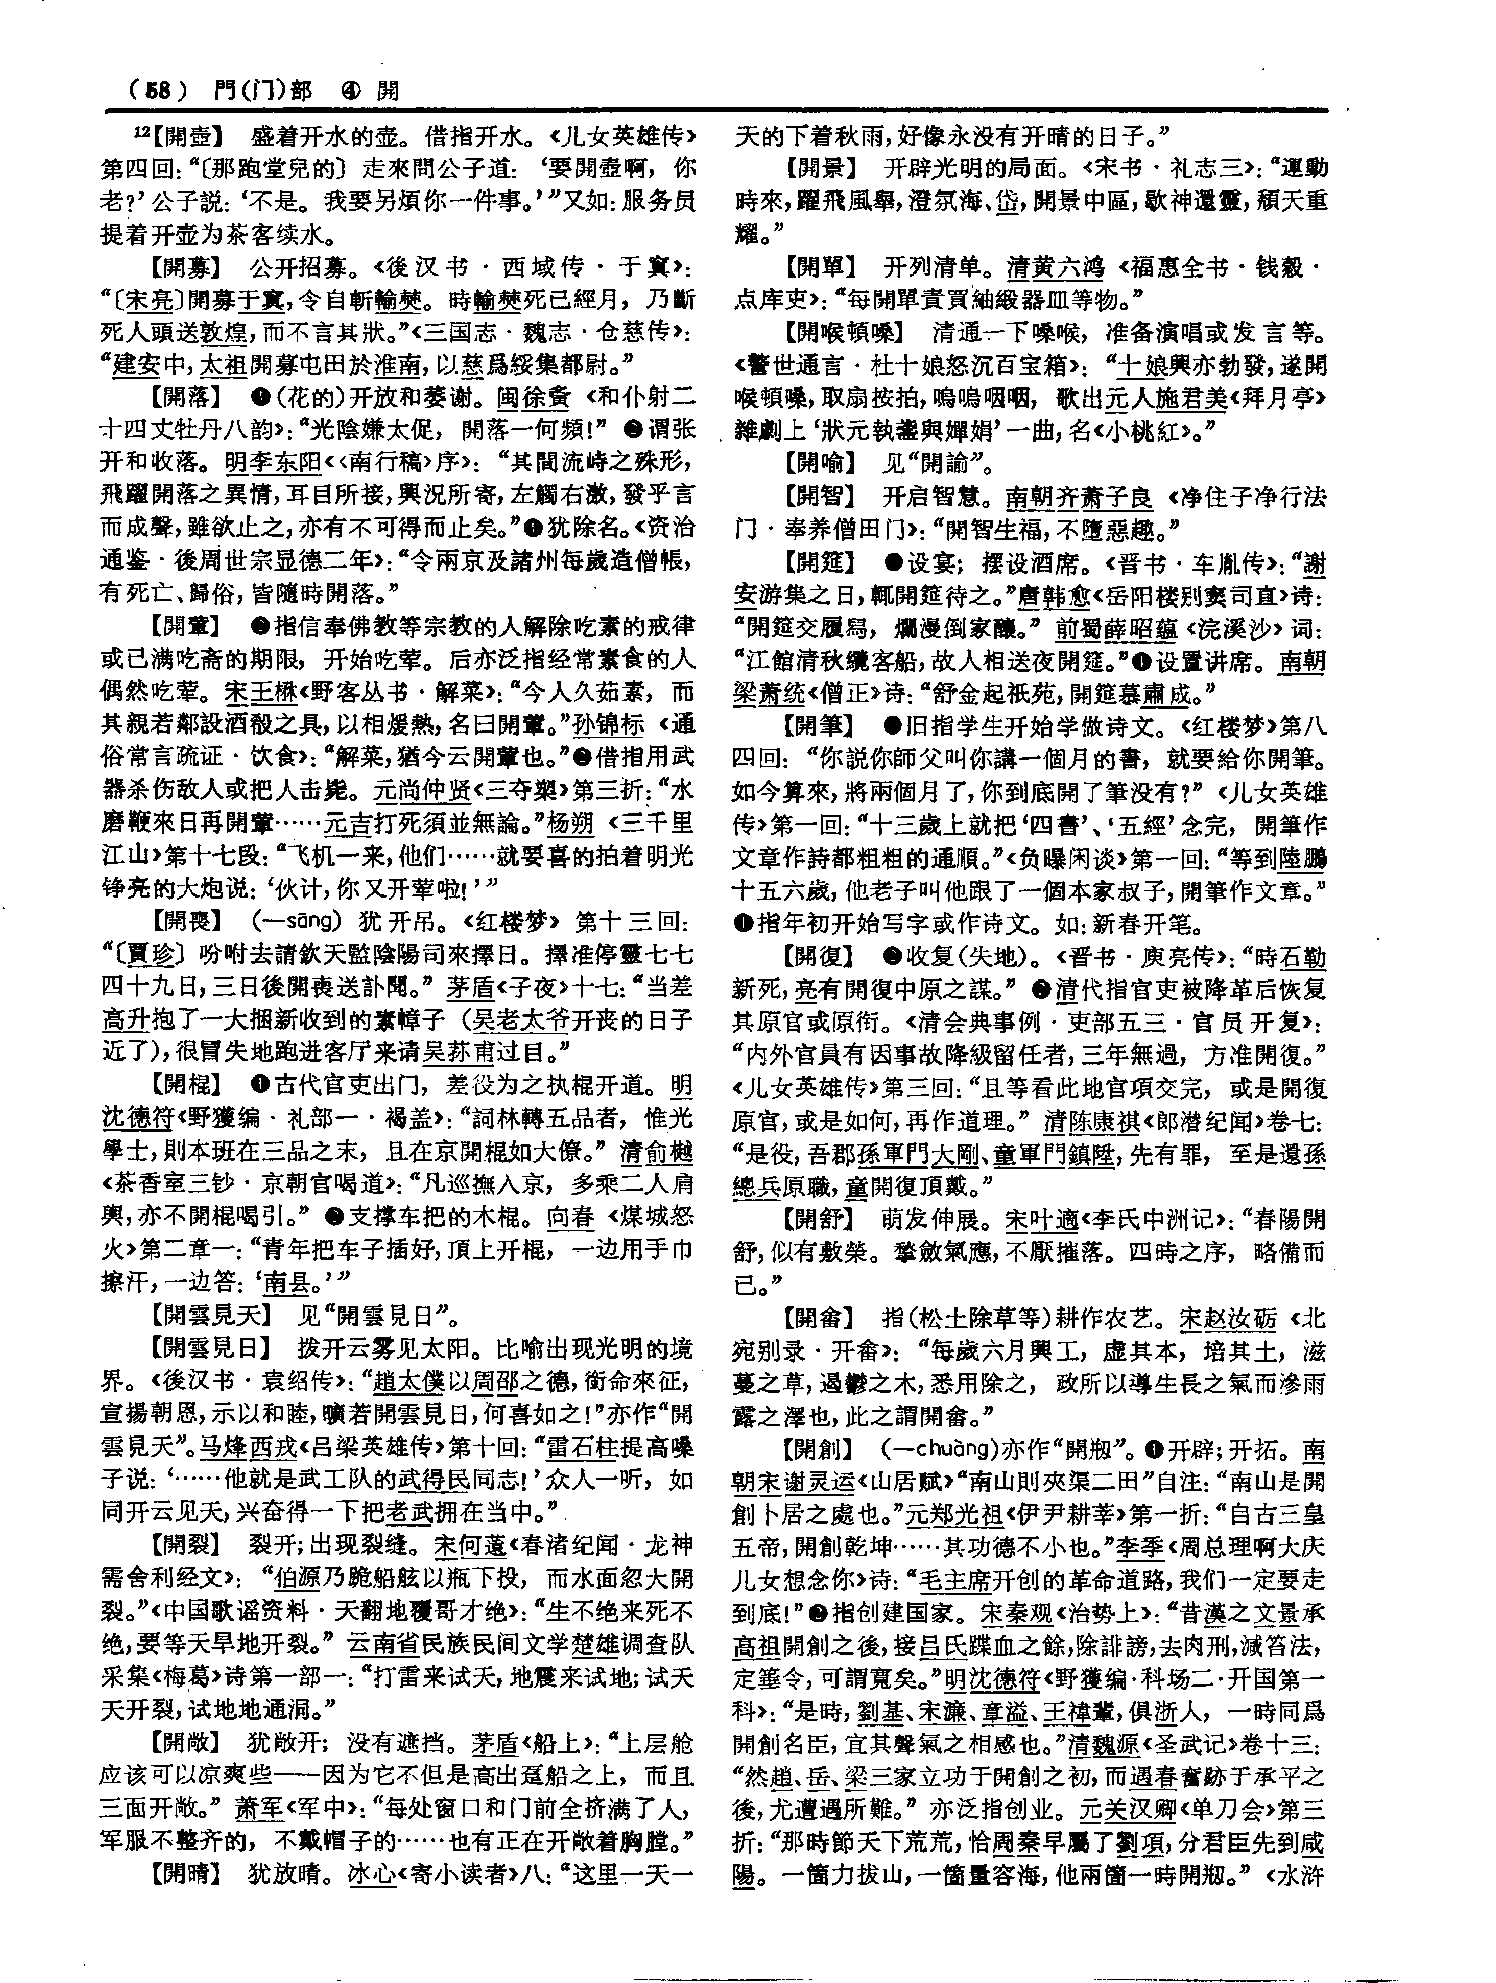 (58) 門(门)部 ④ 開
12【開壺】 盛着开水的壶。借指开水。《儿女英雄传》
第四回：“〔那跑堂兒的〕走來問公子道：‘要開壺啊，你
老？’公子説：‘不是。我要另煩你一件事。’”又如：服务员
提着开壶为茶客续水。
【開募】 公开招募。《後汉书·西域传·于窴》：
“〔宋亮〕開募于窴，令自斬輸僰。時輸僰死已經月，乃斷
死人頭送敦煌，而不言其狀。”《三国志·魏志·仓慈传》：
“建安中，太祖開募屯田於淮南，以慈爲綏集都尉。”
【開落】 ❶(花的)开放和萎谢。闽徐夤《和仆射二
十四丈牡丹八韵》：“光陰嫌太促，開落一何頻！” ❷谓张
开和收落。明李东阳《〈南行稿〉序》：“其間流峙之殊形，
飛躍開落之異情，耳目所接，興況所寄，左觸右激，發乎言
而成聲，雖欲止之，亦有不可得而止矣。”❸犹除名。《资治
通鉴·後周世宗显德二年》：“令兩京及諸州每歲造僧帳，
有死亡、歸俗，皆隨時開落。”
【開葷】 ❶指信奉佛教等宗教的人解除吃素的戒律
或已满吃斋的期限，开始吃荤。后亦泛指经常素食的人
偶然吃荤。宋王楙《野客丛书·解菜》：“今人久茹素，而
其親若鄰設酒殽之具，以相煖熱，名曰開葷。”孙锦标《通
俗常言疏证·饮食》：“解菜，猶今云開葷也。”❷借指用武
器杀伤敌人或把人击毙。元尚仲贤《三夺槊》第三折：“水
磨鞭來日再開葷……元吉打死須並無論。”杨朔《三千里
江山》第十七段：“飞机一来，他们……就要喜的拍着明光
铮亮的大炮说：‘伙计，你又开荤啦！’”
【開喪】 (—sāng) 犹开吊。《红楼梦》第十三回：
“〔賈珍〕吩咐去請欽天監陰陽司來擇日。擇准停靈七七
四十九日，三日後開喪送訃聞。” 茅盾《子夜》十七：“当差
高升抱了一大捆新收到的素幛子（吴老太爷开丧的日子
近了），很冒失地跑进客厅来请吴荪甫过目。”
【開棍】 ❶古代官吏出门，差役为之执棍开道。明
沈德符《野獲编·礼部一·褐盖》：“詞林轉五品者，惟光
學士，則本班在三品之末，且在京開棍如大僚。” 清俞樾
《茶香室三钞·京朝官喝道》：“凡巡撫入京，多乘二人肩
輿，亦不開棍喝引。” ❷支撑车把的木棍。向春《煤城怒
火》第二章一：“青年把车子插好，頂上开棍，一边用手巾
擦汗，一边答：‘南县。’”
【開雲見天】 见“開雲見日”。
【開雲見日】 拨开云雾见太阳。比喻出现光明的境
界。《後汉书·袁绍传》：“趙太僕以周邵之德，銜命來征，
宣揚朝恩，示以和睦，曠若開雲見日，何喜如之！”亦作“開
雲見天”。马烽西戎《吕梁英雄传》第十回：“雷石柱提高嗓
子说：‘……他就是武工队的武得民同志！’众人一听，如
同开云见天，兴奋得一下把老武拥在当中。”
【開裂】 裂开；出现裂缝。宋何薳《春渚纪闻·龙神
需舍利经文》：“伯源乃跪船舷以瓶下投，而水面忽大開
裂。”《中国歌谣资料·天翻地覆哥才绝》：“生不绝来死不
绝，要等天旱地开裂。” 云南省民族民间文学楚雄调查队
采集《梅葛》诗第一部一：“打雷来试天，地震来试地；试天
天开裂，试地地通洞。”
【開敞】 犹敞开；没有遮挡。茅盾《船上》：“上层舱
应该可以凉爽些——因为它不但是高出趸船之上，而且
三面开敞。” 萧军《军中》：“每处窗口和门前全挤满了人，
军服不整齐的，不戴帽子的……也有正在开敞着胸膛。”
【開晴】 犹放晴。冰心《寄小读者》八：“这里一天一
天的下着秋雨，好像永没有开晴的日子。”
【開景】 开辟光明的局面。《宋书·礼志三》：“運動
時來，躍飛風舉，澄氛海、岱，開景中區，歇神還靈，頹天重
耀。”
【開單】 开列清单。清黄六鸿《福惠全书·钱穀·
点库吏》：“每開單責買紬緞器皿等物。”
【開喉頓嗓】 清通一下嗓喉，准备演唱或发言等。
《警世通言·杜十娘怒沉百宝箱》：“十娘興亦勃發，遂開
喉頓嗓，取扇按拍，嗚嗚咽咽，歌出元人施君美《拜月亭》
雜劇上‘狀元執盞與嬋娟’一曲，名《小桃紅》。”
【開喻】 见“開諭”。
【開智】 开启智慧。南朝齐萧子良《净住子净行法
门·奉养僧田门》：“開智生福，不墮惡趣。”
【開筵】 ❶设宴；摆设酒席。《晋书·车胤传》：“謝
安游集之日，輒開筵待之。”唐韩愈《岳阳楼别窦司直》诗：
“開筵交履舄，爛漫倒家釀。” 前蜀薛昭蕴《浣溪沙》词：
“江館清秋纜客船，故人相送夜開筵。”❷设置讲席。南朝
梁萧统《僧正》诗：“舒金起祇苑，開筵慕肅成。”
【開筆】 ❶旧指学生开始学做诗文。《红楼梦》第八
四回：“你説你師父叫你講一個月的書，就要給你開筆。
如今算來，將兩個月了，你到底開了筆没有？”《儿女英雄
传》第一回：“十三歲上就把‘四書’、‘五經’念完，開筆作
文章作詩都粗粗的通順。”《负曝闲谈》第一回：“等到陸鵬
十五六歲，他老子叫他跟了一個本家叔子，開筆作文章。”
❷指年初开始写字或作诗文。如：新春开笔。
【開復】 ❶收复(失地)。《晋书·庾亮传》：“時石勒
新死，亮有開復中原之謀。” ❷清代指官吏被降革后恢复
其原官或原衔。《清会典事例·吏部五三·官员开复》：
“内外官員有因事故降級留任者，三年無過，方准開復。”
《儿女英雄传》第三回：“且等看此地官項交完，或是開復
原官，或是如何，再作道理。” 清陈康祺《郎潜纪闻》卷七：
“是役，吾郡孫軍門大剛、童軍門鎮陞，先有罪，至是還孫
總兵原職，童開復頂戴。”
【開舒】 萌发伸展。宋叶適《李氏中洲记》：“春陽開
舒，似有敷榮。揫斂氣應，不厭摧落。四時之序，略備而
已。”
【開畬】 指(松土除草等)耕作农艺。宋赵汝砺《北
宛别录·开畬》：“每歲六月興工，虚其本，培其土，滋
蔓之草，遏鬱之木，悉用除之，政所以導生長之氣而滲雨
露之澤也，此之謂開畬。”
【開創】 (—chuàng)亦作“開刱”。❶开辟；开拓。南
朝宋谢灵运《山居赋》“南山則夾渠二田”自注：“南山是開
創卜居之處也。”元郑光祖《伊尹耕莘》第一折：“自古三皇
五帝，開創乾坤……其功德不小也。”李季《周总理啊大庆
儿女想念你》诗：“毛主席开创的革命道路，我们一定要走
到底！”❷指创建国家。宋秦观《治势上》：“昔漢之文景承
高祖開創之後，接吕氏蹀血之餘，除誹謗，去肉刑，減笞法，
定箠令，可謂寬矣。”明沈德符《野獲编·科场二·开国第一
科》：“是時，劉基、宋濂、章溢、王禕輩，俱浙人，一時同爲
開創名臣，宜其聲氣之相感也。”清魏源《圣武记》卷十三：
“然趙、岳、梁三家立功于開創之初，而遇春奮跡于承平之
後，尤遭遇所難。” 亦泛指创业。元关汉卿《单刀会》第三
折：“那時節天下荒荒，恰周秦早屬了劉項，分君臣先到咸
陽。一箇力拔山，一箇量容海，他兩箇一時開刱。”《水浒